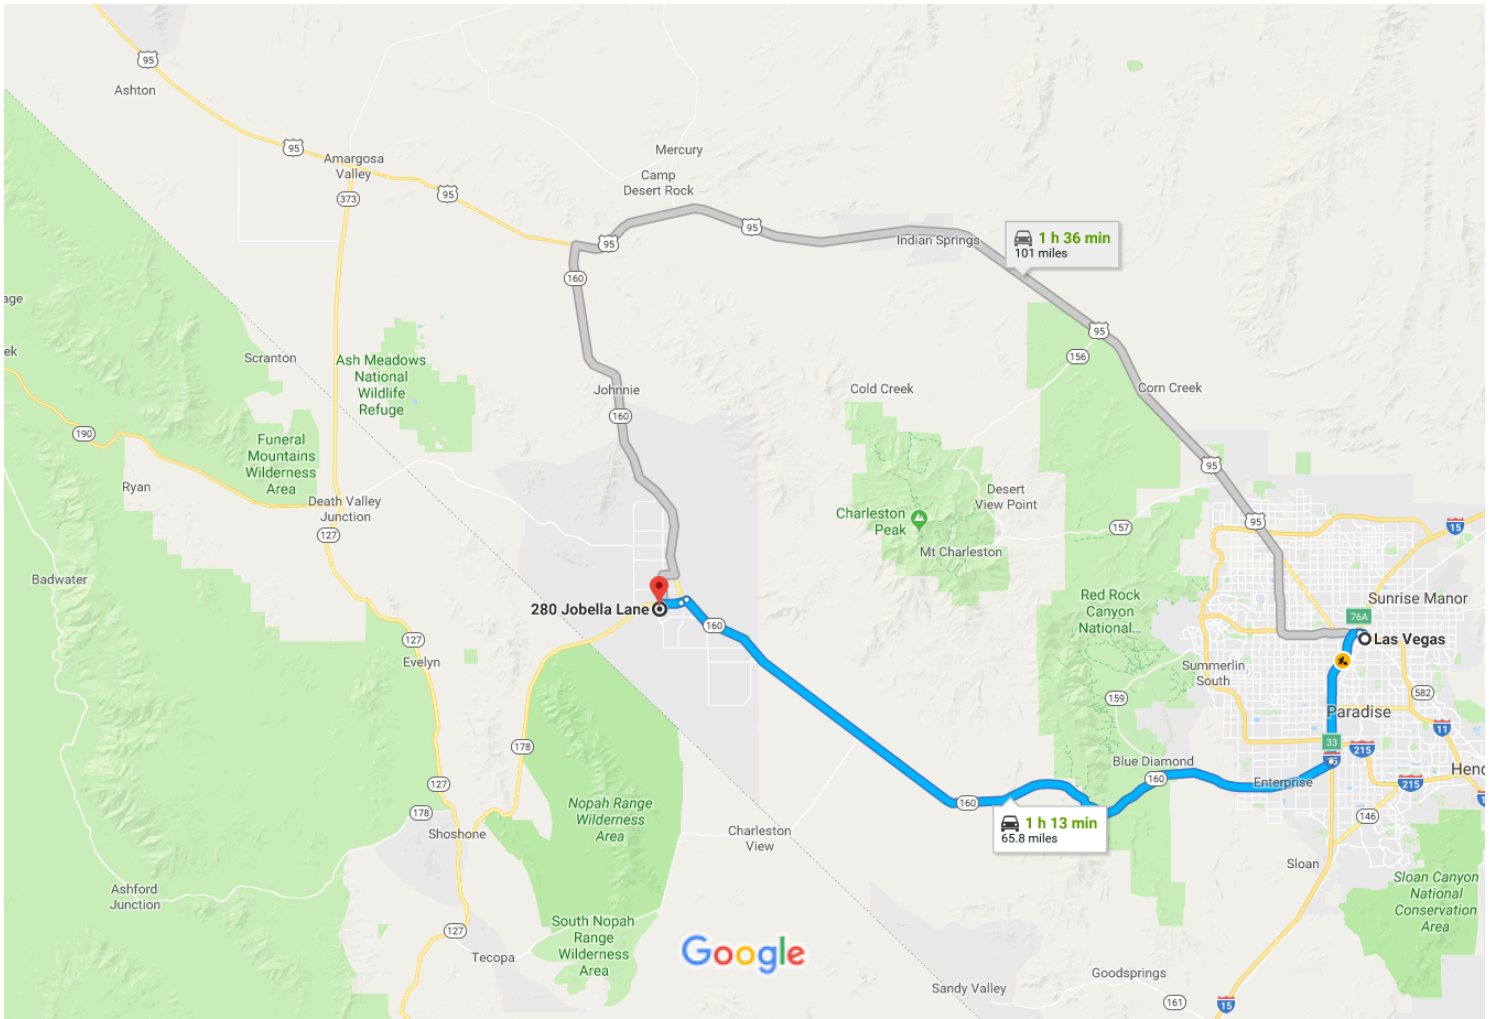 95
Ashton
95
Mercury
Amargosa
Valley
Camp
Desert Rock
373
95
95
Indian Springs
1 h 36 min
101 miles
95
160
age
95
156
ek
Scranton
Ash Meadows
National
Wildlife
Refuge
Johnnie
Cold Creek
Corn Creek
160
190
Funeral
Mountains
Wilderness
Area
95
Ryan
Death Valley
Junction
Desert
View Point
Charleston
Peak
95
15
157
127
Mt Charleston
Badwater
Red Rock
Canyon
National...
Sunrise Manor
280 Jobella Lane
76A
160
Las Vegas
127
Evelyn
Summerlin
South
159
582
Paradise
11
178
33
215
15
Blue Diamond
160
Enterprise
Hend
215
127
178
Nopah Range
Wilderness
Area
160
1 h 13 min
65.8 miles
146
Shoshone
Charleston
View
Sloan
Ashford
Junction
Sloan Canyon
National
Conservation
Area
South Nopah
Range
Wilderness
Area
127
Tecopa
Google
Goodsprings
Sandy Valley
161
15